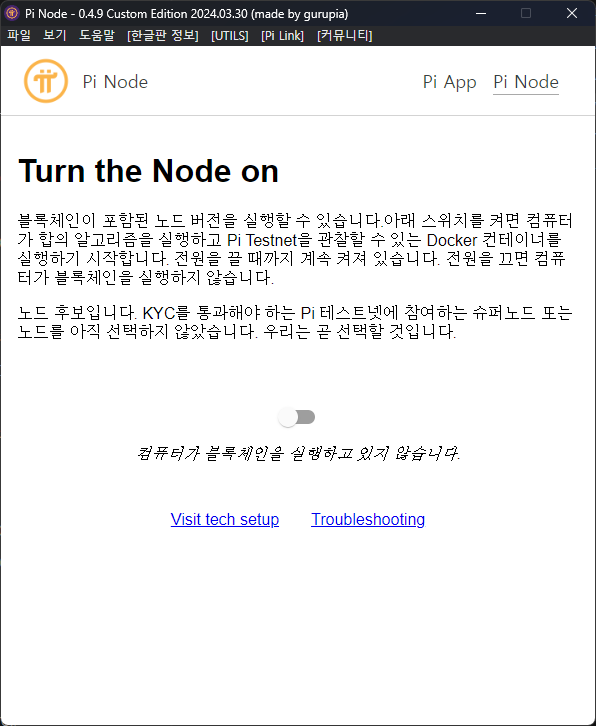 Pi Node - 0.4.9 Custom Edition 2024.03.30 (made by gurupia)
파일 보기 도움말 [한글판 정보] [UTILS] [Pi Link] [커뮤니티]
Pi Node Pi App Pi Node
Turn the Node on
블록체인이 포함된 노드 버전을 실행할 수 있습니다.아래 스위치를 켜면 컴퓨터
가 합의 알고리즘을 실행하고 Pi Testnet을 관찰할 수 있는 Docker 컨테이너를
실행하기 시작합니다. 전원을 끌 때까지 계속 켜져 있습니다. 전원을 끄면 컴퓨
터가 블록체인을 실행하지 않습니다.
노드 후보입니다. KYC를 통과해야 하는 Pi 테스트넷에 참여하는 슈퍼노드 또는
노드를 아직 선택하지 않았습니다. 우리는 곧 선택할 것입니다.
컴퓨터가 블록체인을 실행하고 있지 않습니다.
Visit tech setup Troubleshooting